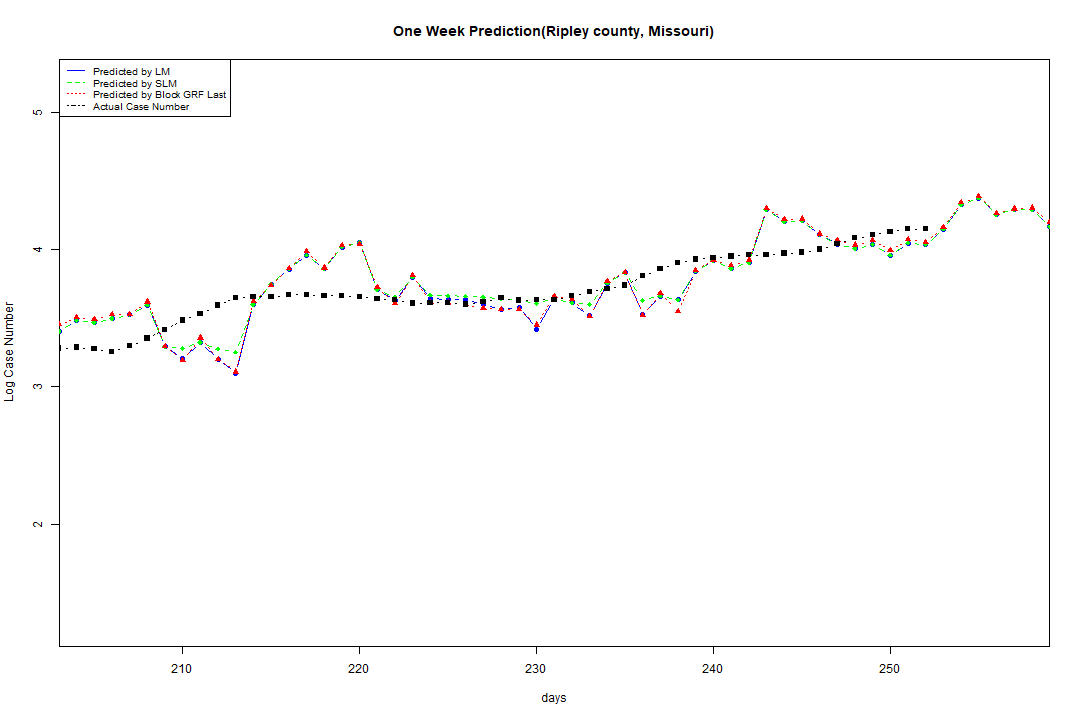 One Week Prediction(Ripley county, Missouri)
Predicted by LM
Predicted by SLM
Predicted by Block GRF Last
Actual Case Number
5
4
3
2
Log Case Number
210 220 230 240 250
days